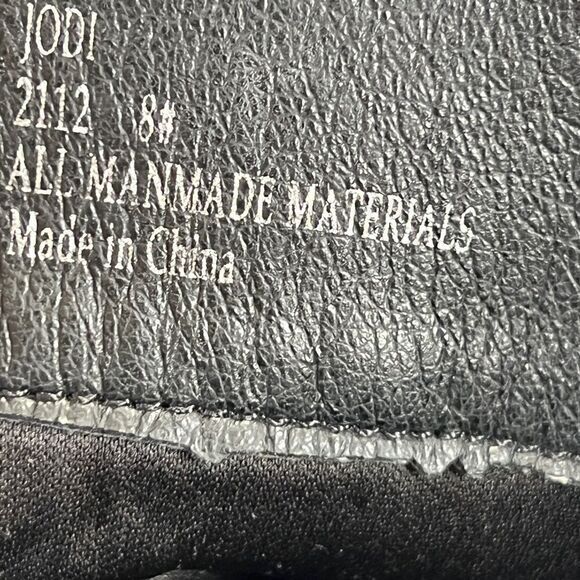 JODI
2112 8#
ALL MANMADE MATERIALS
Made in China